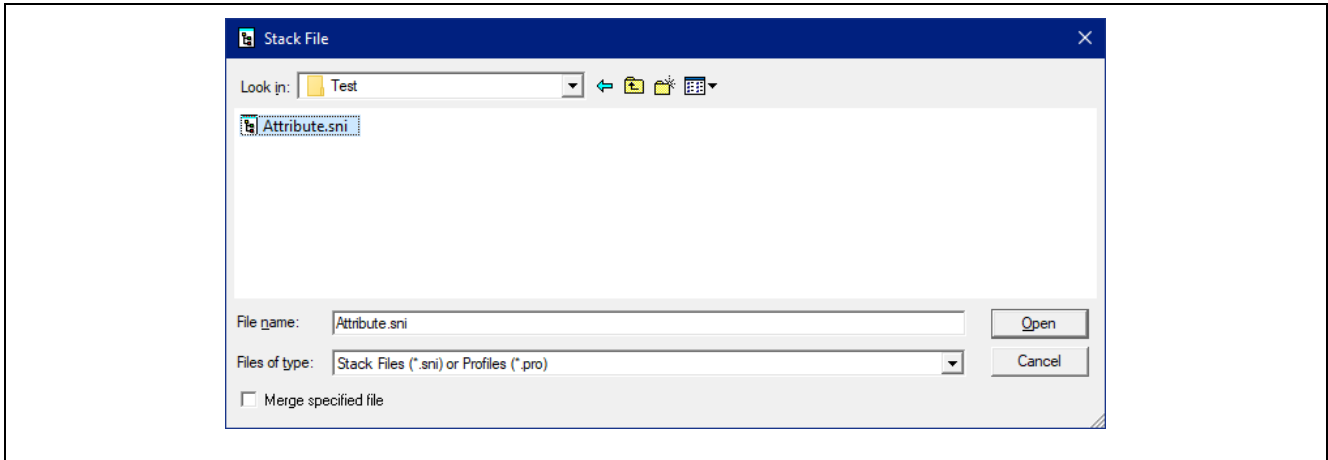 Stack File
Look in: Test
Attribute.sni
File name: Attribute.sni Open
Files of type: Stack Files (*.sni) or Profiles (*.pro) Cancel
Merge specified file